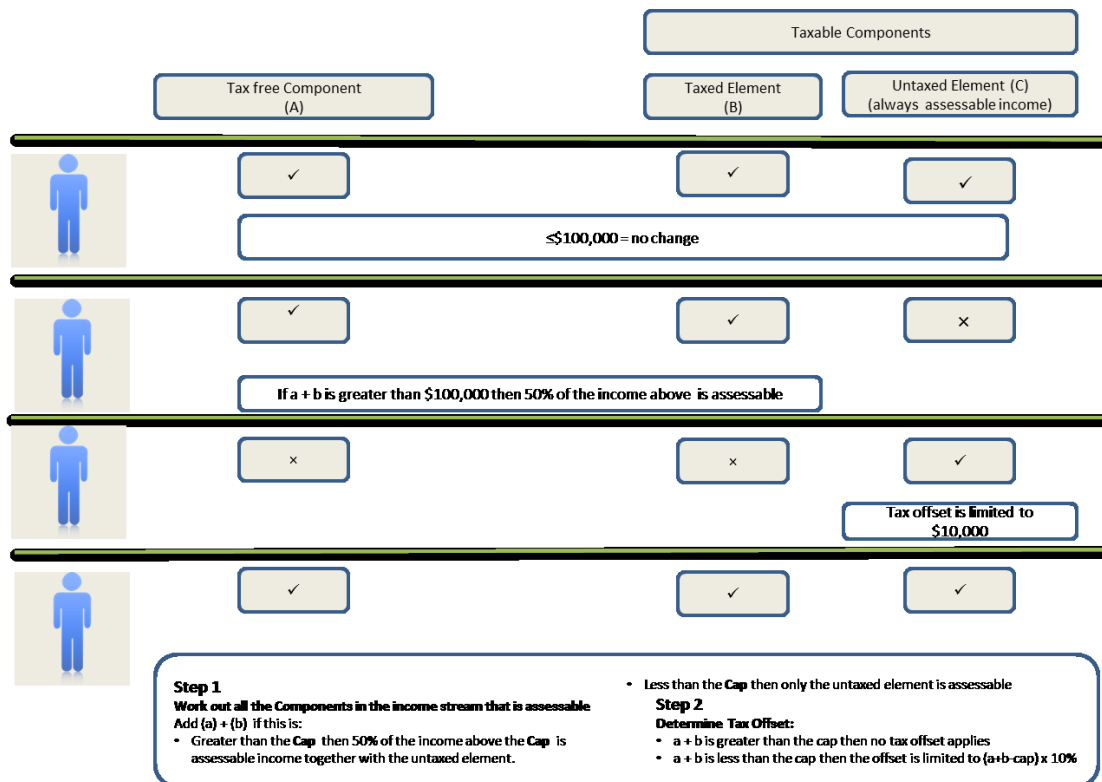 Taxable Components
Tax free Component
(A)
Taxed Element
(B)
Untaxed Element (C)
(always assessable income)
✓
✓
✓
≤$100,000 = no change
✓
✓
×
If a + b is greater than $100,000 then 50% of the income above is assessable
×
×
✓
Tax offset is limited to
$10,000
✓
✓
✓
Step 1
Work out all the Components in the income stream that is assessable
Add (a) + (b) if this is:
• Greater than the Cap then 50% of the income above the Cap is
assessable income together with the untaxed element.
• Less than the Cap then only the untaxed element is assessable
Step 2
Determine Tax Offset:
• a + b is greater than the cap then no tax offset applies
• a + b is less than the cap then the offset is limited to (a+b-cap) x 10%